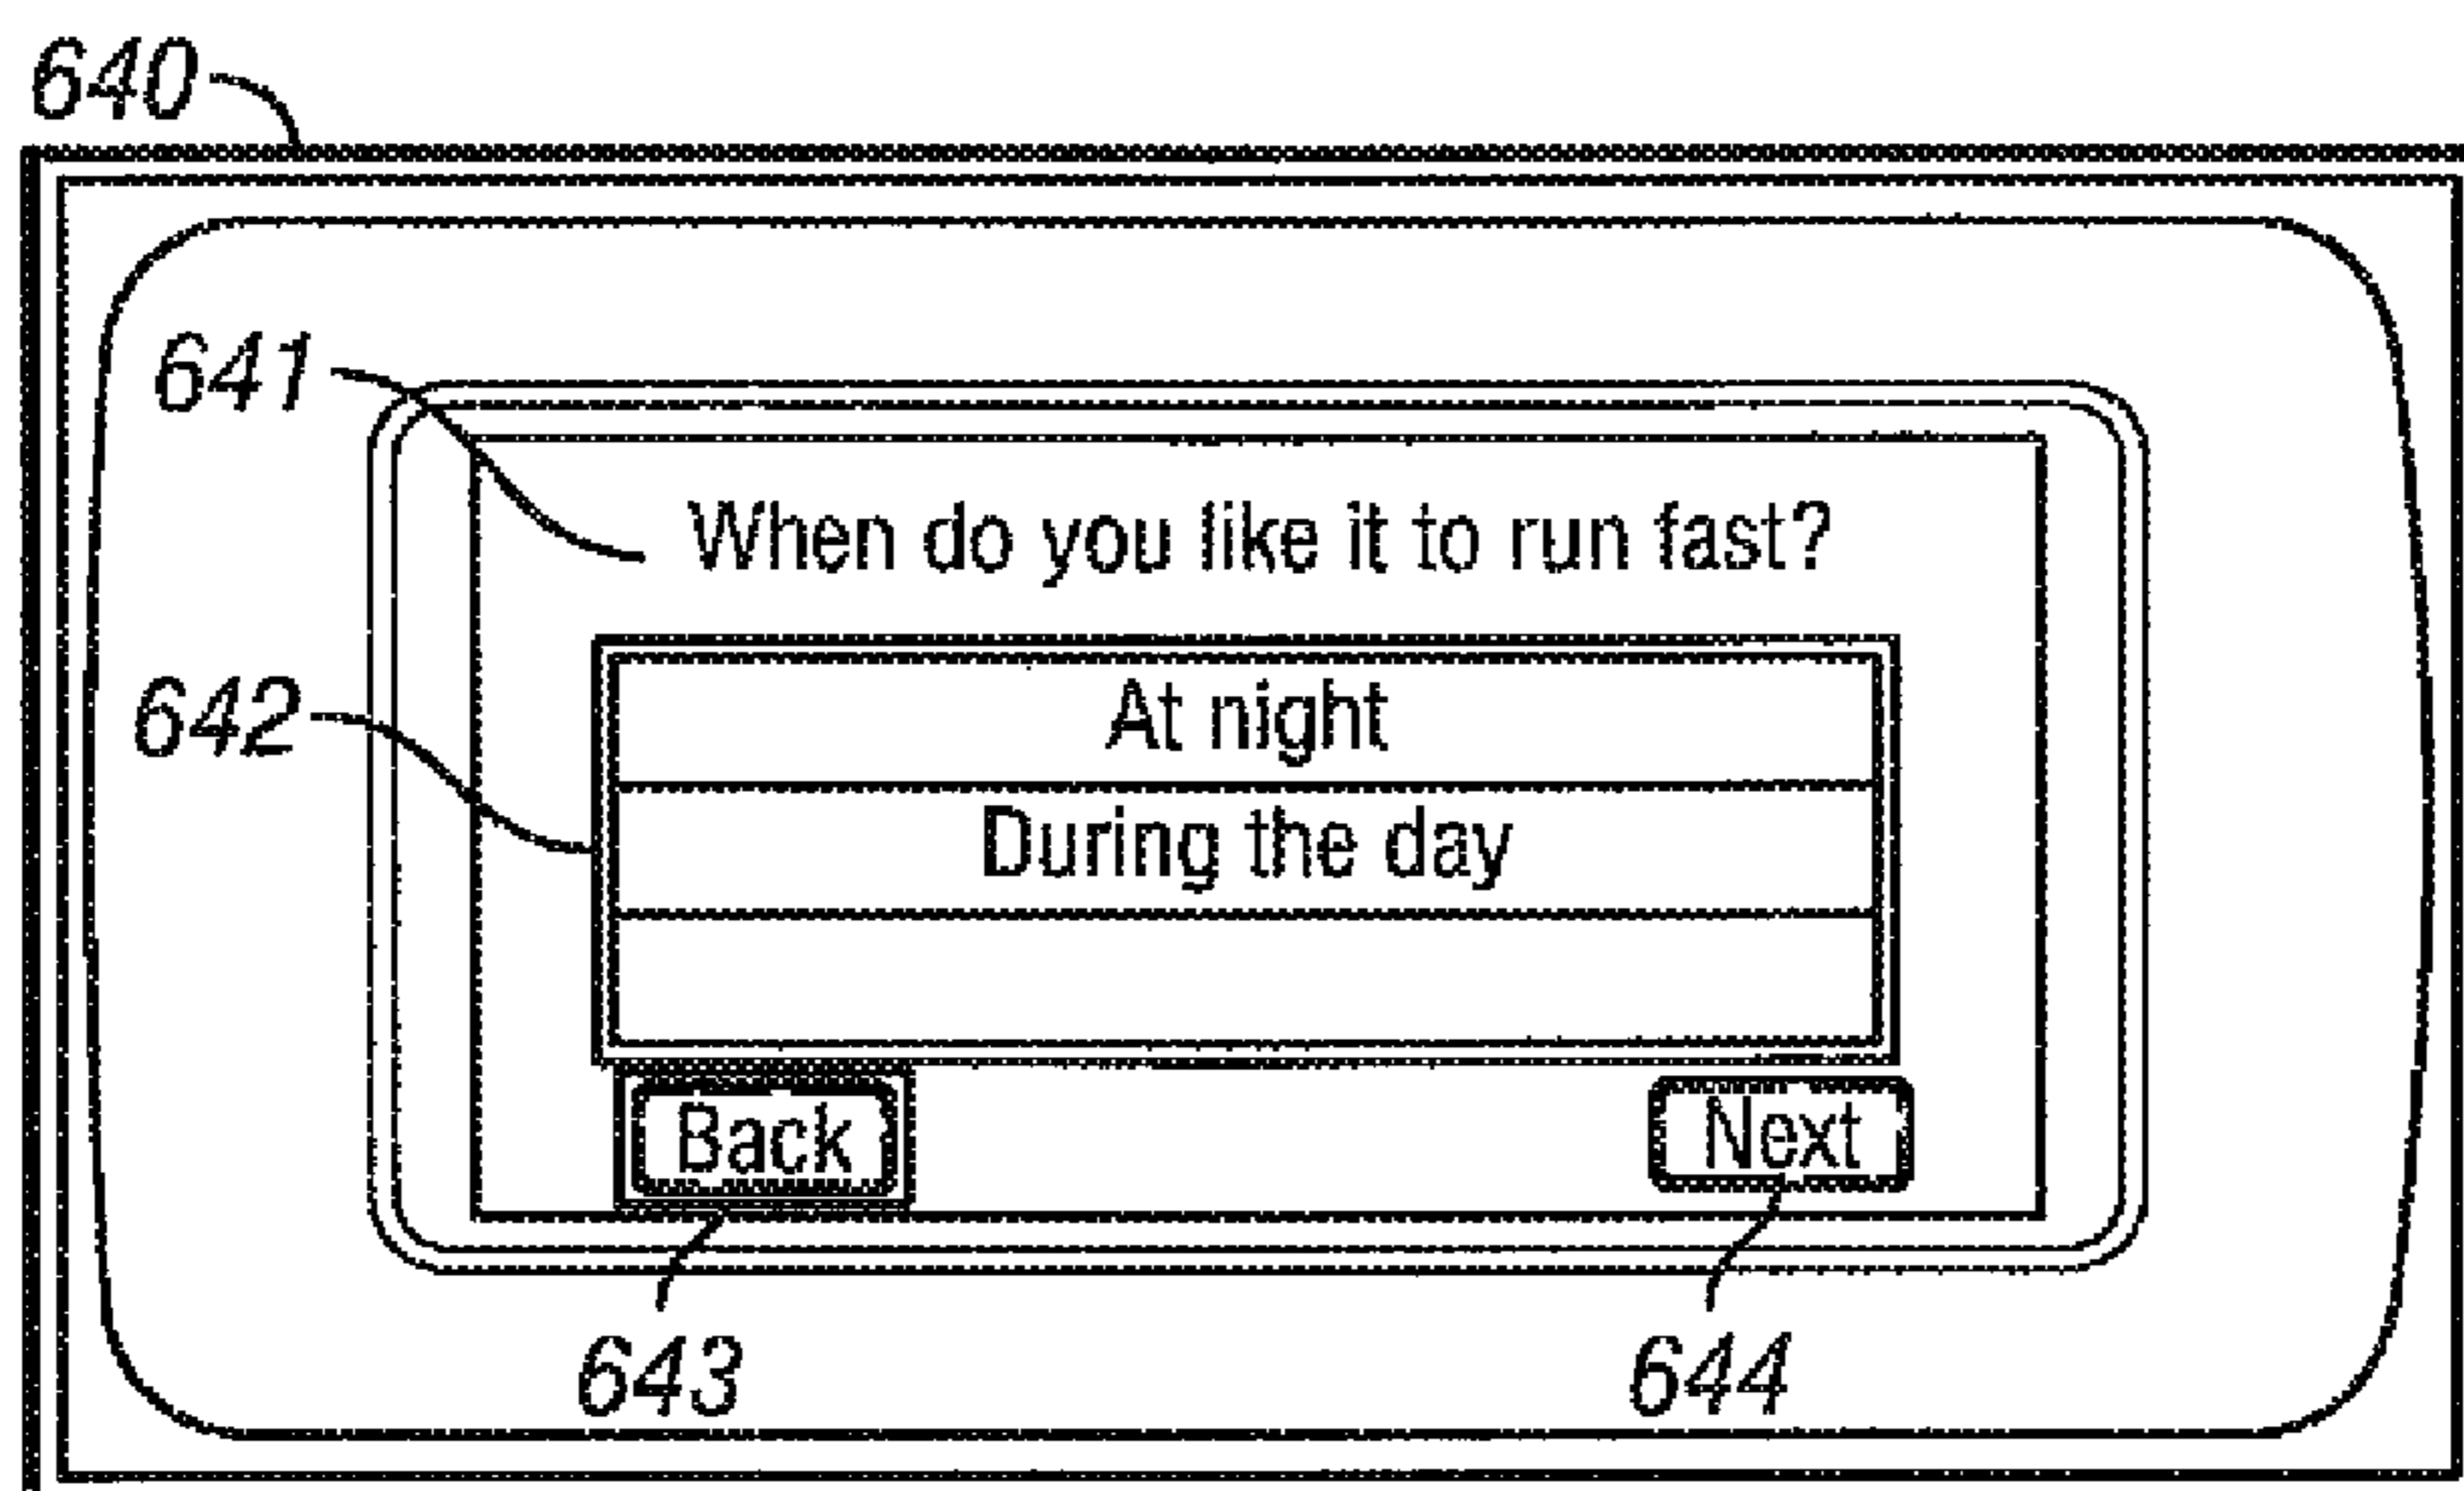 640
641
When do you like it to run fast?
642
At night
During the day
Back
Next
643
644